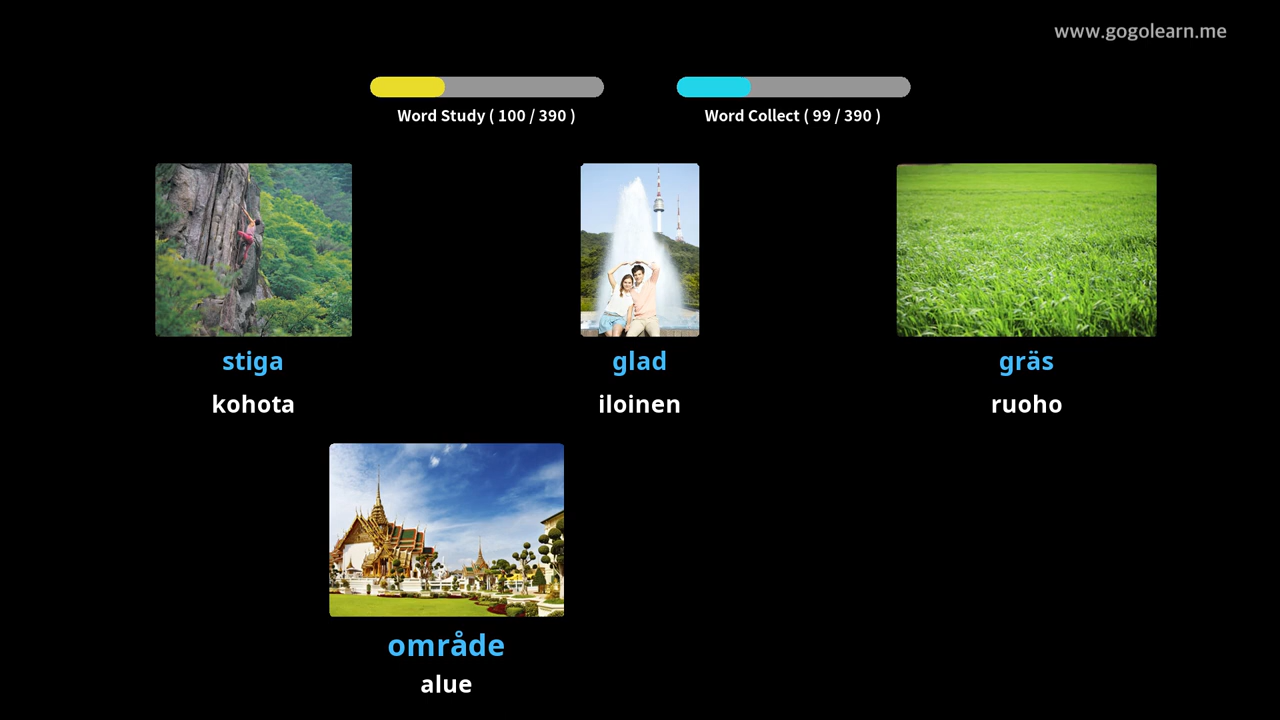 www.gogolearn.me
Word Study ( 100 / 390 )
Word Collect ( 99 / 390 )
stiga
kohota
glad
iloinen
gräs
ruoho
område
alue